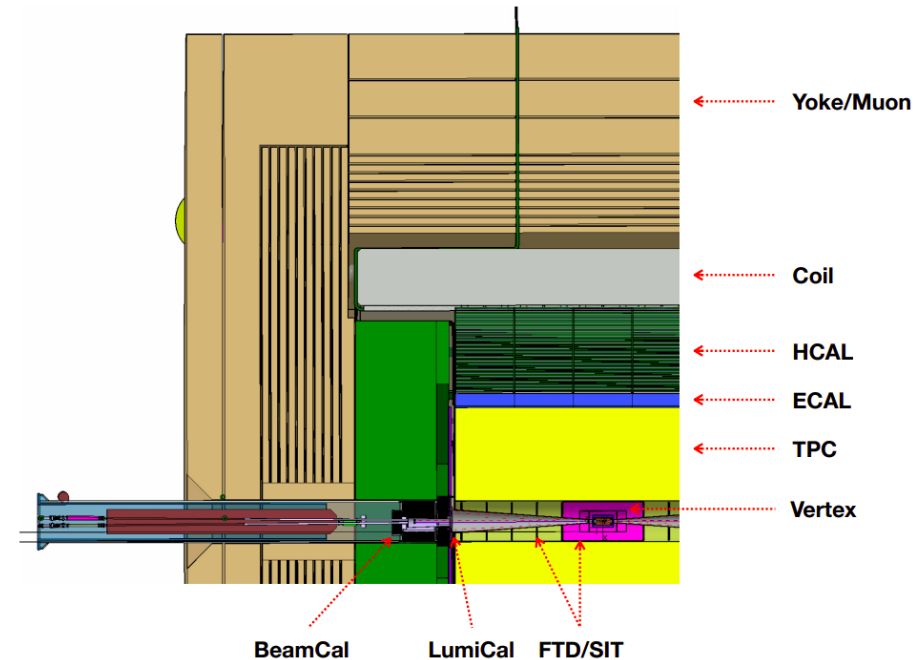 Yoke/Muon
Coil
HCAL
ECAL
TPC
Vertex
BeamCal
LumiCal
FTD/SIT